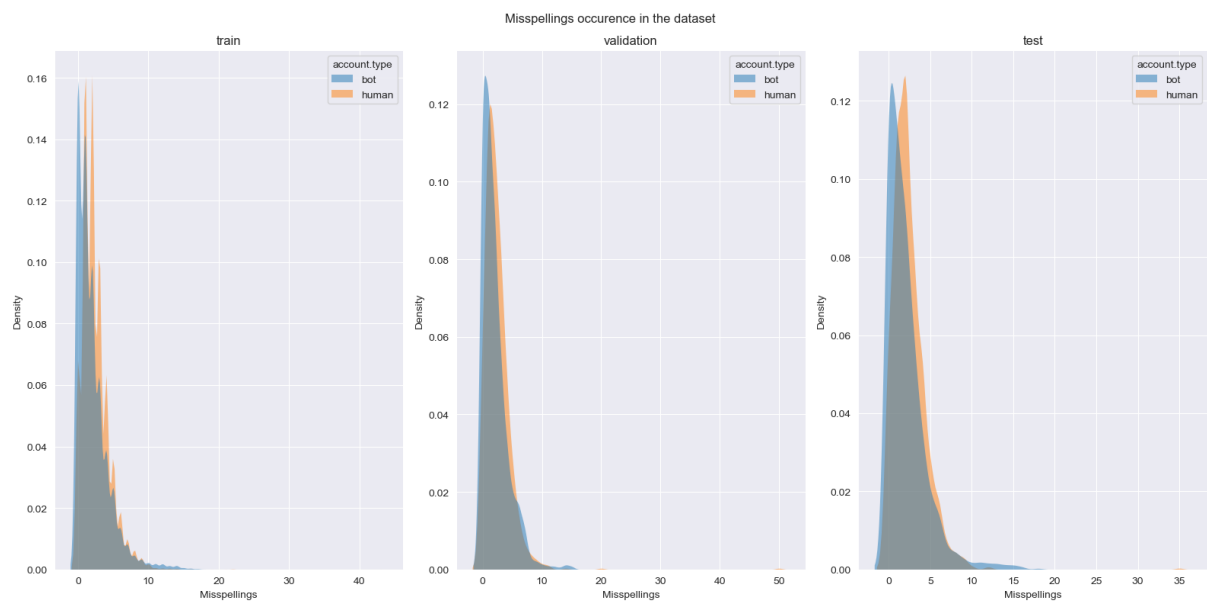 Misspellings occurence in the dataset
train
account.type
bot
human
0.16
0.14
0.12
0.10
0.08
0.06
0.04
0.02
0.00
Density
0 10 20 30 40
Misspellings
validation
account.type
bot
human
0.12
0.10
0.08
0.06
0.04
0.02
0.00
Density
0 10 20 30 40 50
Misspellings
test
account.type
bot
human
0.12
0.10
0.08
0.06
0.04
0.02
0.00
Density
0 5 10 15 20 25 30 35
Misspellings